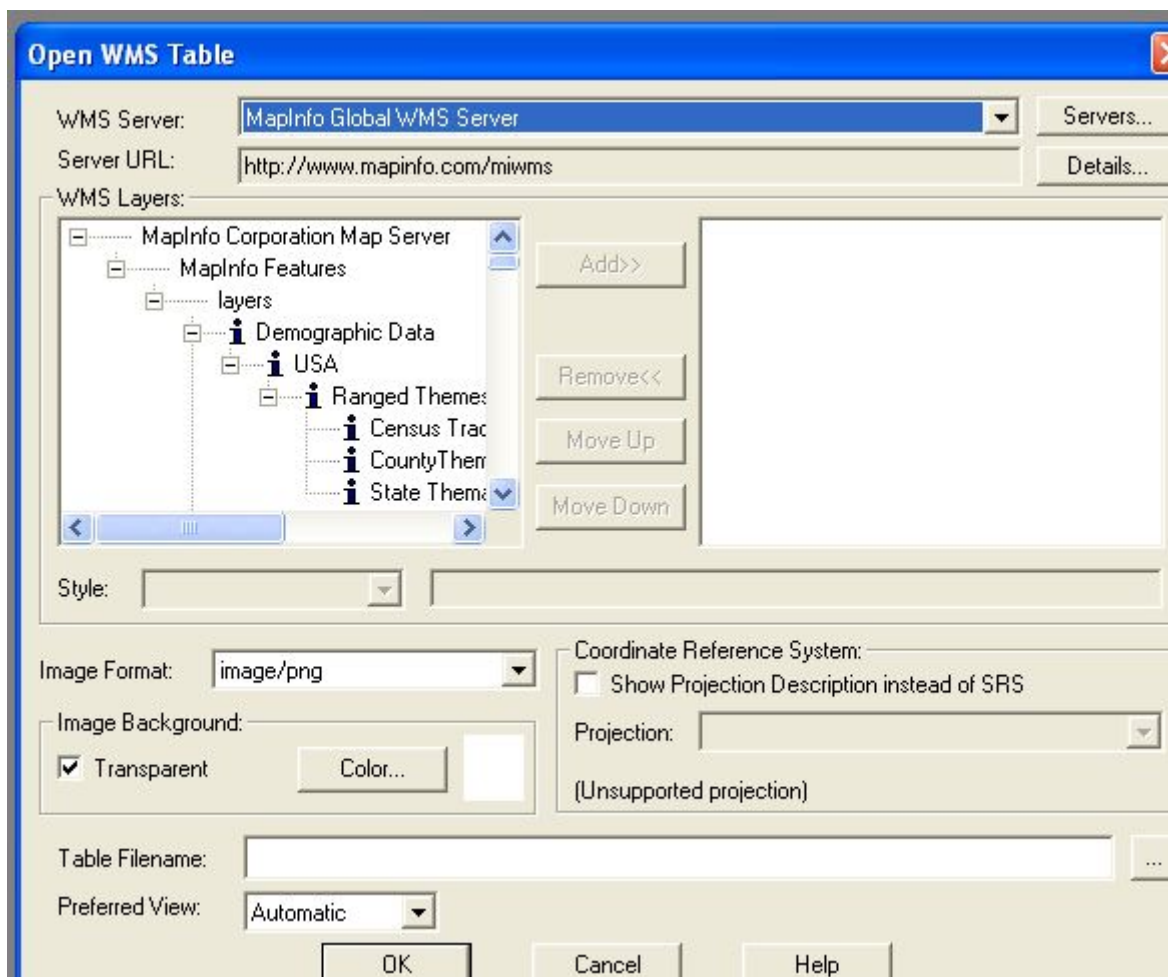 Open WMS Table
WMS Server: MapInfo Global WMS Server Servers...
Server URL: http://www.mapinfo.com/miwms Details...
WMS Layers:
MapInfo Corporation Map Server
MapInfo Features
layers
Demographic Data
USA
Ranged Themes
Census Trac
CountyThem
State Thema
Add>>
Remove<<
Move Up
Move Down
Style:
Image Format: image/png
Image Background:
Transparent Color...
Coordinate Reference System:
Show Projection Description instead of SRS
Projection:
(Unsupported projection)
Table Filename: ...
Preferred View: Automatic
OK Cancel Help